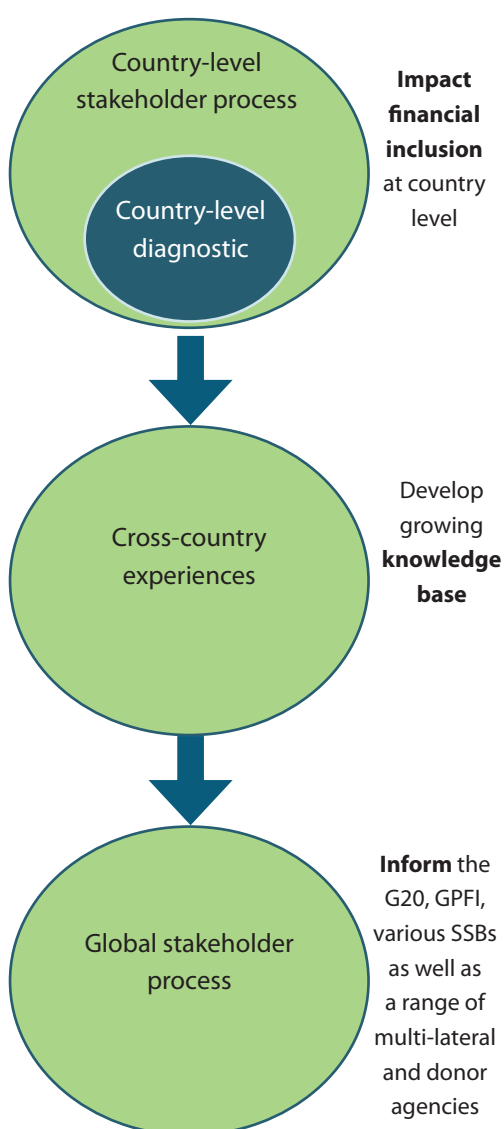 Country-level
stakeholder process
Country-level
diagnostic
Impact
financial
inclusion
at country
level
Cross-country
experiences
Develop
growing
knowledge
base
Global stakeholder
process
Inform the
G20, GPFI,
various SSBs
as well as
a range of
multi-lateral
and donor
agencies